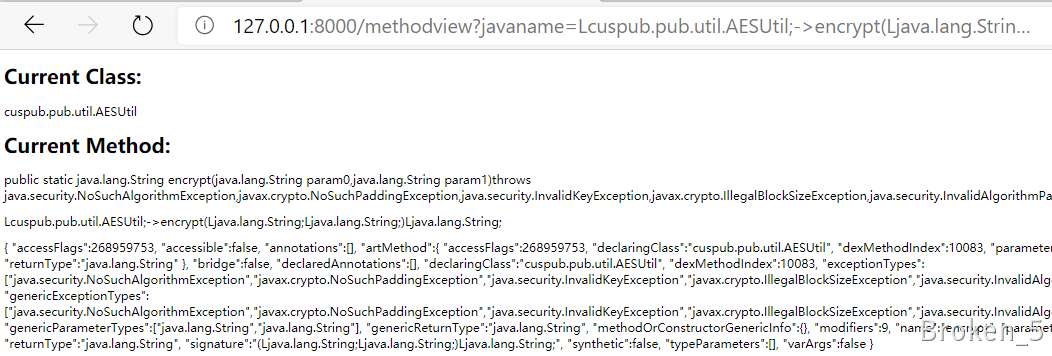 127.0.0.1:8000/methodview?javaname=Lcuspub.pub.util.AESUtil;->encrypt(Ljava.lang.Strin...
Current Class:
cuspub.pub.util.AESUtil
Current Method:
public static java.lang.String encrypt(java.lang.String param0,java.lang.String param1)throws
java.security.NoSuchAlgorithmException,javax.crypto.NoSuchPaddingException,java.security.InvalidKeyException,javax.crypto.IllegalBlockSizeException,java.security.InvalidAlgorithmPa
Lcuspub.pub.util.AESUtil;->encrypt(Ljava.lang.String;Ljava.lang.String;)Ljava.lang.String;
{ "accessFlags":268959753, "accessible":false, "annotations":[], "artMethod":{ "accessFlags":268959753, "declaringClass":"cuspub.pub.util.AESUtil", "dexMethodIndex":10083, "parameter
"returnType":"java.lang.String" }, "bridge":false, "declaredAnnotations":[], "declaringClass":"cuspub.pub.util.AESUtil", "dexMethodIndex":10083, "exceptionTypes":
["java.security.NoSuchAlgorithmException","javax.crypto.NoSuchPaddingException","java.security.InvalidKeyException","javax.crypto.IllegalBlockSizeException","java.security.InvalidAlgo
"genericExceptionTypes":
["java.security.NoSuchAlgorithmException","javax.crypto.NoSuchPaddingException","java.security.InvalidKeyException","javax.crypto.IllegalBlockSizeException","java.security.InvalidAlgo
"genericParameterTypes":["java.lang.String","java.lang.String"], "genericReturnType":"java.lang.String", "methodOrConstructorGenericInfo":{}, "modifiers":9, "name":"encrypt", "paramet
"returnType":"java.lang.String", "signature":"(Ljava.lang.String;Ljava.lang.String;)Ljava.lang.String;", "synthetic":false, "typeParameters":[], "varArgs":false }
Broken_5